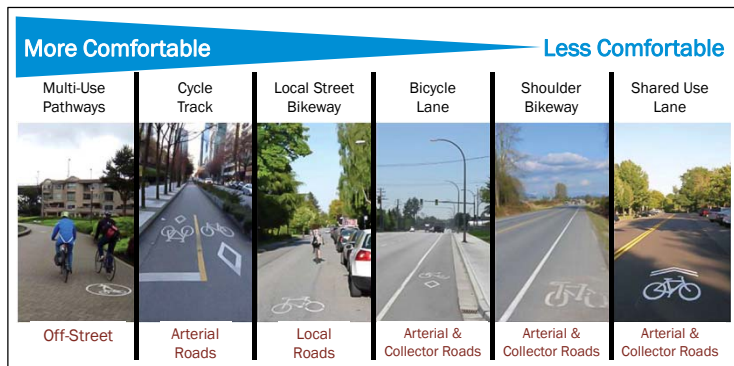 More Comfortable
Less Comfortable
Multi-Use
Pathways
Cycle
Track
Local Street
Bikeway
Bicycle
Lane
Shoulder
Bikeway
Shared Use
Lane
Off-Street
Arterial
Roads
Local
Roads
Arterial &
Collector Roads
Arterial &
Collector Roads
Arterial &
Collector Roads